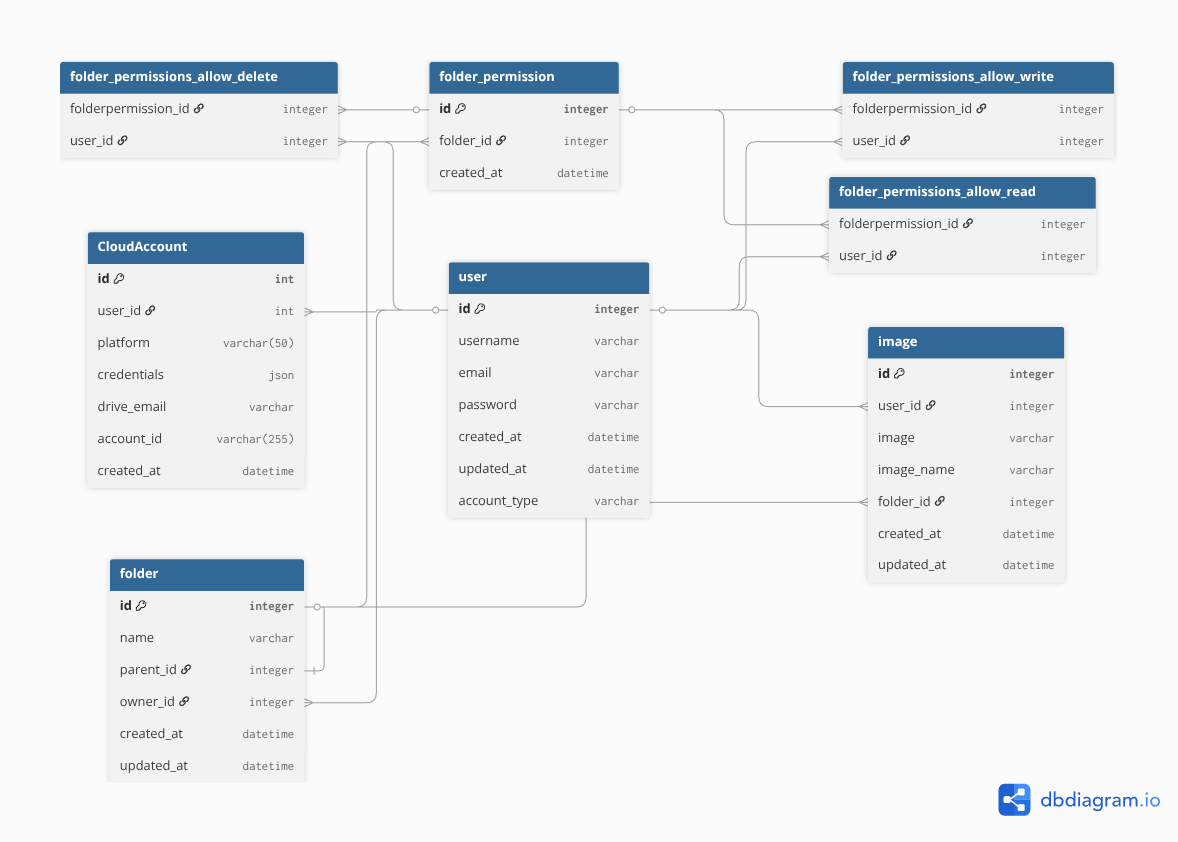 folder_permissions_allow_delete
folderpermission_id integer
user_id integer
folder_permission
id integer
folder_id integer
created_at datetime
folder_permissions_allow_write
folderpermission_id integer
user_id integer
folder_permissions_allow_read
folderpermission_id integer
user_id integer
CloudAccount
id int
user_id int
platform varchar(50)
credentials json
drive_email varchar
account_id varchar(255)
created_at datetime
user
id integer
username varchar
email varchar
password varchar
created_at datetime
updated_at datetime
account_type varchar
image
id integer
user_id integer
image varchar
image_name varchar
folder_id integer
created_at datetime
updated_at datetime
folder
id integer
name varchar
parent_id integer
owner_id integer
created_at datetime
updated_at datetime
dbdiagram.io